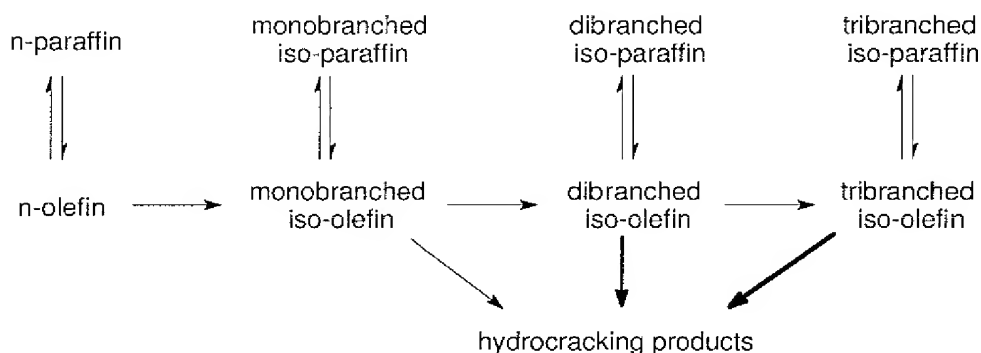 n-paraffin
monobranched
iso-paraffin
dibranched
iso-paraffin
tribranched
iso-paraffin
n-olefin
monobranched
iso-olefin
dibranched
iso-olefin
tribranched
iso-olefin
hydrocracking products